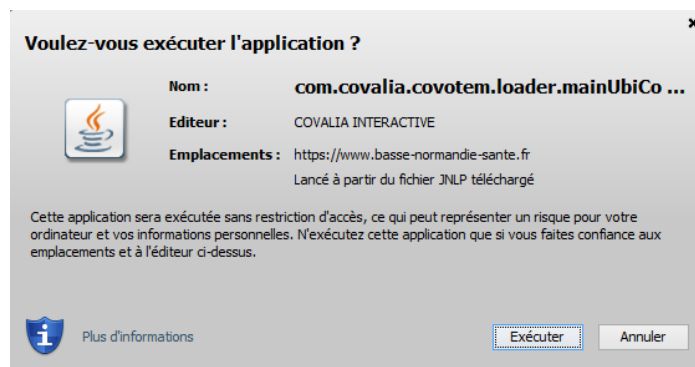 Voulez-vous exécuter l'application ?
Nom : com.covalia.covotem.loader.mainUbiCo ...
Editeur : COVALIA INTERACTIVE
Emplacements : https://www.basse-normandie-sante.fr
Lancé à partir du fichier JNLP téléchargé
Cette application sera exécutée sans restriction d'accès, ce qui peut représenter un risque pour votre
ordinateur et vos informations personnelles. N'exécutez cette application que si vous faites confiance aux
emplacements et à l'éditeur ci-dessus.
Plus d'informations
Exécuter Annuler